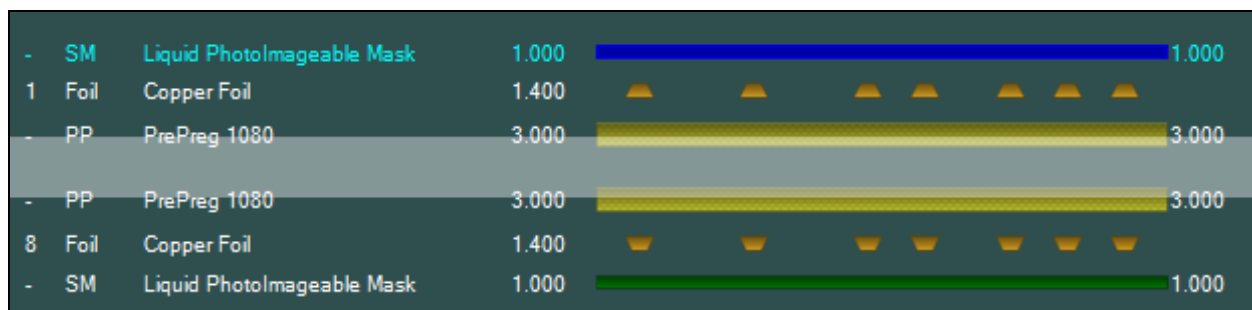 - SM Liquid PhotoImageable Mask 1.000 1.000
1 Foil Copper Foil 1.400
- PP PrePreg 1080 3.000 3.000
- PP PrePreg 1080 3.000 3.000
8 Foil Copper Foil 1.400
- SM Liquid PhotoImageable Mask 1.000 1.000